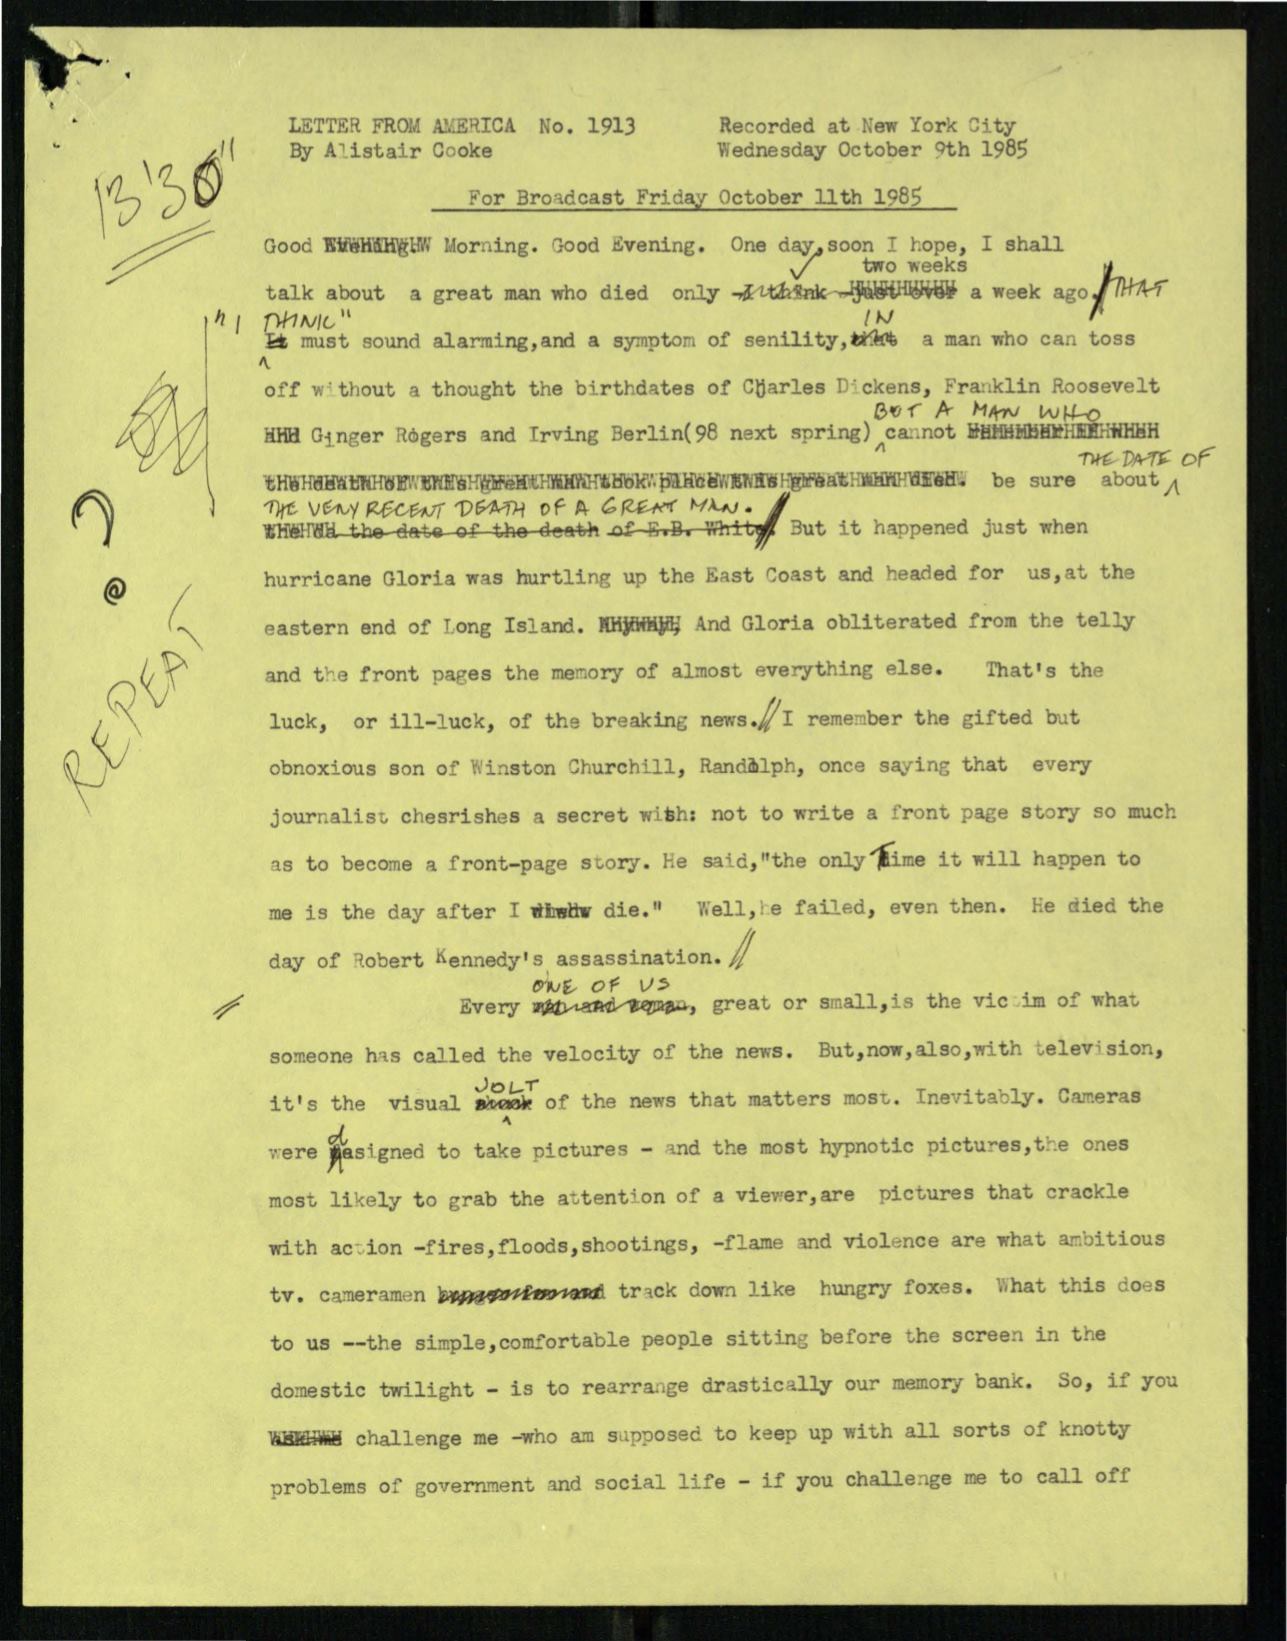 LETTER FROM AMERICA No. 1913 Recorded at New York City
By Alistair Cooke Wednesday October 9th 1985
13'30"
For Broadcast Friday October 11th 1985
Good Morning. Good Evening. One day,soon I hope, I shall
two weeks
talk about a great man who died only I think just over a week ago. THAT
"I THINK" IN
It must sound alarming,and a symptom of senility,that a man who can toss
off without a thought the birthdates of Charles Dickens, Franklin Roosevelt
BUT A MAN WHO
Ginger Rogers and Irving Berlin(98 next spring) cannot
THE DATE OF
the death of this great man took place this great man died. be sure about
THE VERY RECENT DEATH OF A GREAT MAN.
the date of the death of E.B. White. But it happened just when
hurricane Gloria was hurtling up the East Coast and headed for us,at the
?
eastern end of Long Island. Anyway, And Gloria obliterated from the telly
REPEAT
and the front pages the memory of almost everything else. That's the
luck, or ill-luck, of the breaking news.// I remember the gifted but
obnoxious son of Winston Churchill, Randolph, once saying that every
journalist chesrishes a secret wish: not to write a front page story so much
as to become a front-page story. He said,"the only Time it will happen to
me is the day after I die." Well,he failed, even then. He died the
day of Robert Kennedy's assassination. //
ONE OF US
Every man and woman, great or small,is the victim of what
someone has called the velocity of the news. But,now,also,with television,
JOLT
it's the visual shock of the news that matters most. Inevitably. Cameras
were designed to take pictures - and the most hypnotic pictures,the ones
most likely to grab the attention of a viewer,are pictures that crackle
with action -fires,floods,shootings, -flame and violence are what ambitious
tv. cameramen track down like hungry foxes. What this does
to us --the simple,comfortable people sitting before the screen in the
domestic twilight - is to rearrange drastically our memory bank. So, if you
ask me challenge me -who am supposed to keep up with all sorts of knotty
problems of government and social life - if you challenge me to call off